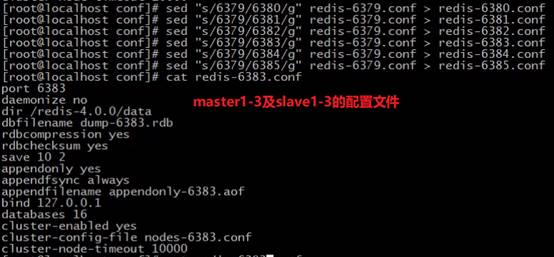 [root@localhost conf]# sed "s/6379/6380/g" redis-6379.conf > redis-6380.conf
[root@localhost conf]# sed "s/6379/6381/g" redis-6379.conf > redis-6381.conf
[root@localhost conf]# sed "s/6379/6382/g" redis-6379.conf > redis-6382.conf
[root@localhost conf]# sed "s/6379/6383/g" redis-6379.conf > redis-6383.conf
[root@localhost conf]# sed "s/6379/6384/g" redis-6379.conf > redis-6384.conf
[root@localhost conf]# sed "s/6379/6385/g" redis-6379.conf > redis-6385.conf
[root@localhost conf]# cat redis-6383.conf
port 6383
daemonize no
master1-3及slave1-3的配置文件
dir /redis-4.0.0/data
dbfilename dump-6383.rdb
rdbcompression yes
rdbchecksum yes
save 10 2
appendonly yes
appendfsync always
appendfilename appendonly-6383.aof
bind 127.0.0.1
databases 16
cluster-enabled yes
cluster-config-file nodes-6383.conf
cluster-node-timeout 10000